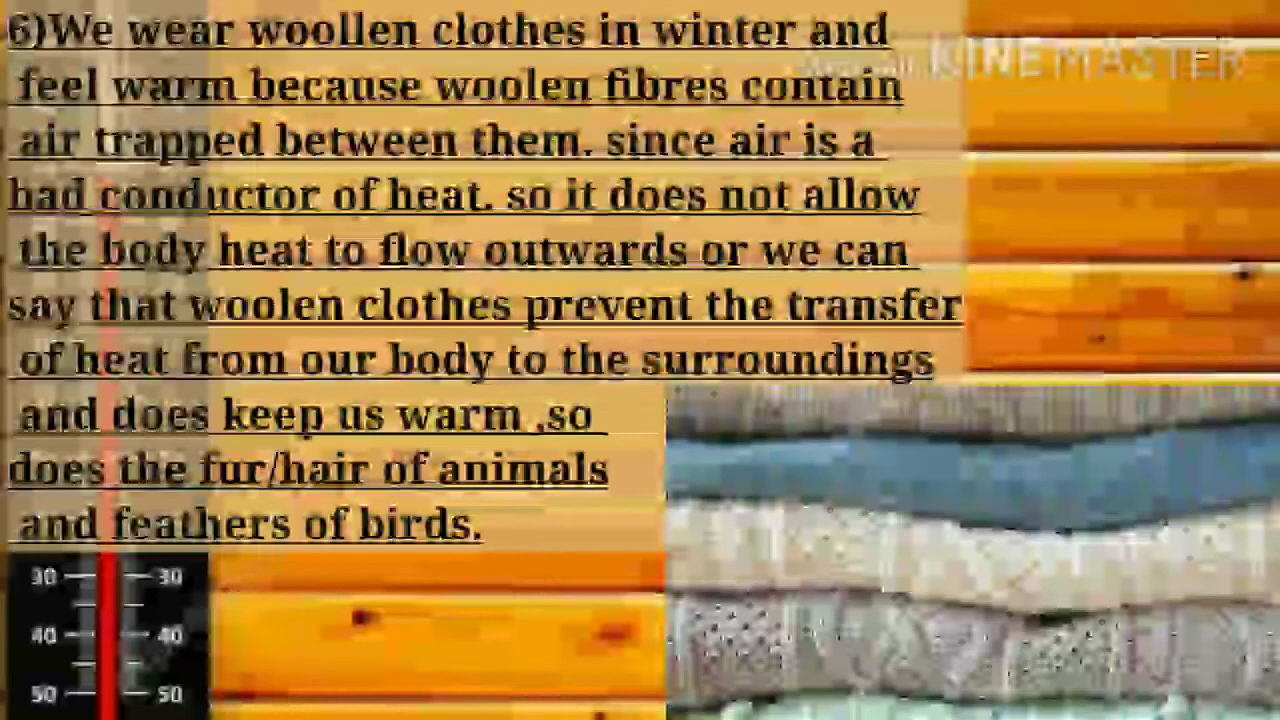 6)We wear woollen clothes in winter and
feel warm because woolen fibres contain
air trapped between them. since air is a
bad conductor of heat. so it does not allow
the body heat to flow outwards or we can
say that woolen clothes prevent the transfer
of heat from our body to the surroundings
and does keep us warm ,so
does the fur/hair of animals
and feathers of birds.
KINEMASTER
30 30
40 40
50 50